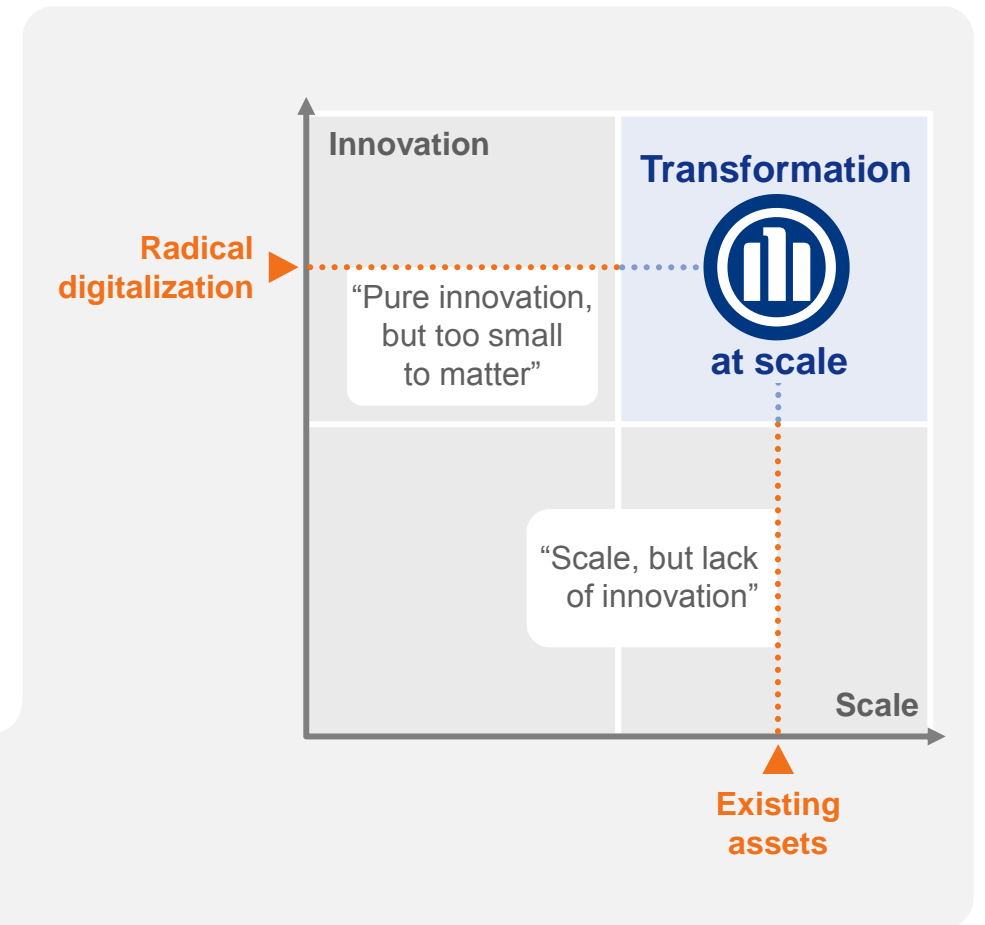 Innovation
Transformation
at scale
Radical
digitalization
“Pure innovation,
but too small
to matter”
“Scale, but lack
of innovation”
Scale
Existing
assets